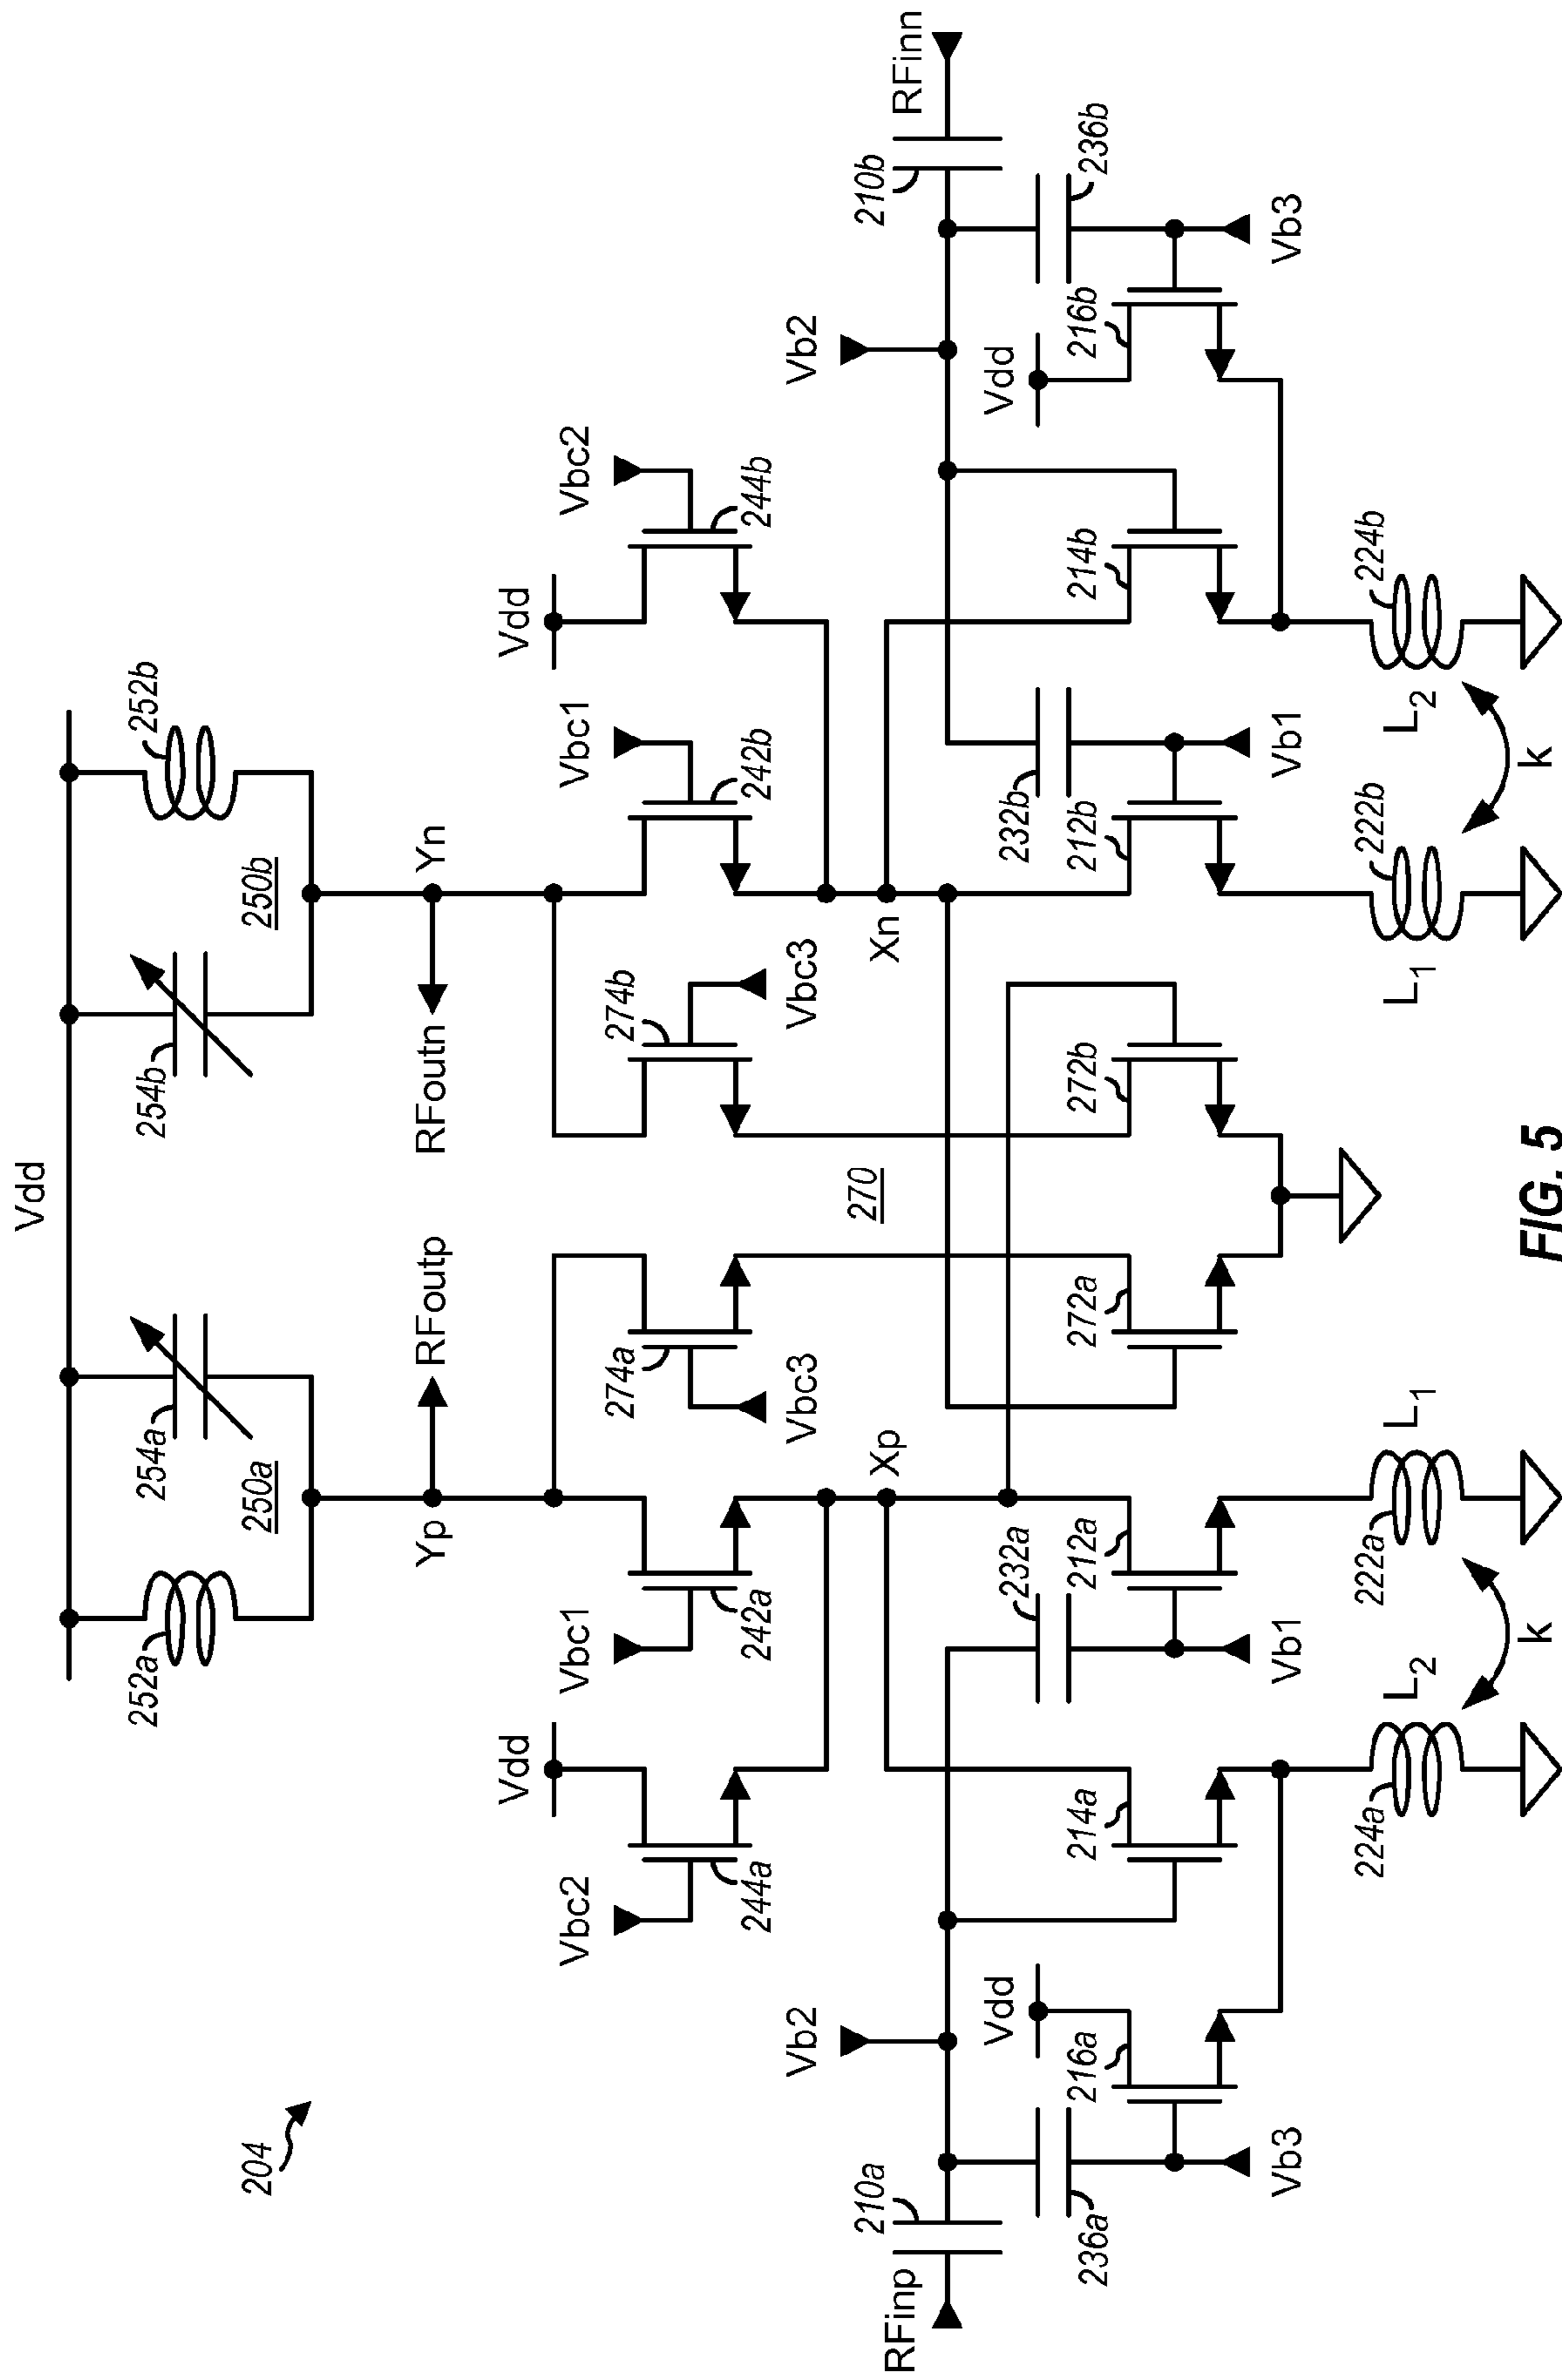 204
Vdd
252a
254a
250a
254b
252b
250b
Yp
RFoutp
RFoutn
Yn
Vbc2
Vdd
Vbc1
Vbc1
Vdd
Vbc2
244a
242a
274a
274b
242b
244b
Vbc3
Vbc3
Vb2
Xp
270
Xn
Vb2
RFinp
210a
210b
RFinn
236a
Vdd
232a
232b
Vdd
236b
216a
214a
212a
272a
272b
212b
214b
216b
Vb3
Vb1
Vb1
Vb3
224a
L2
222a
L1
L1
222b
L2
224b
k
k
FIG. 5